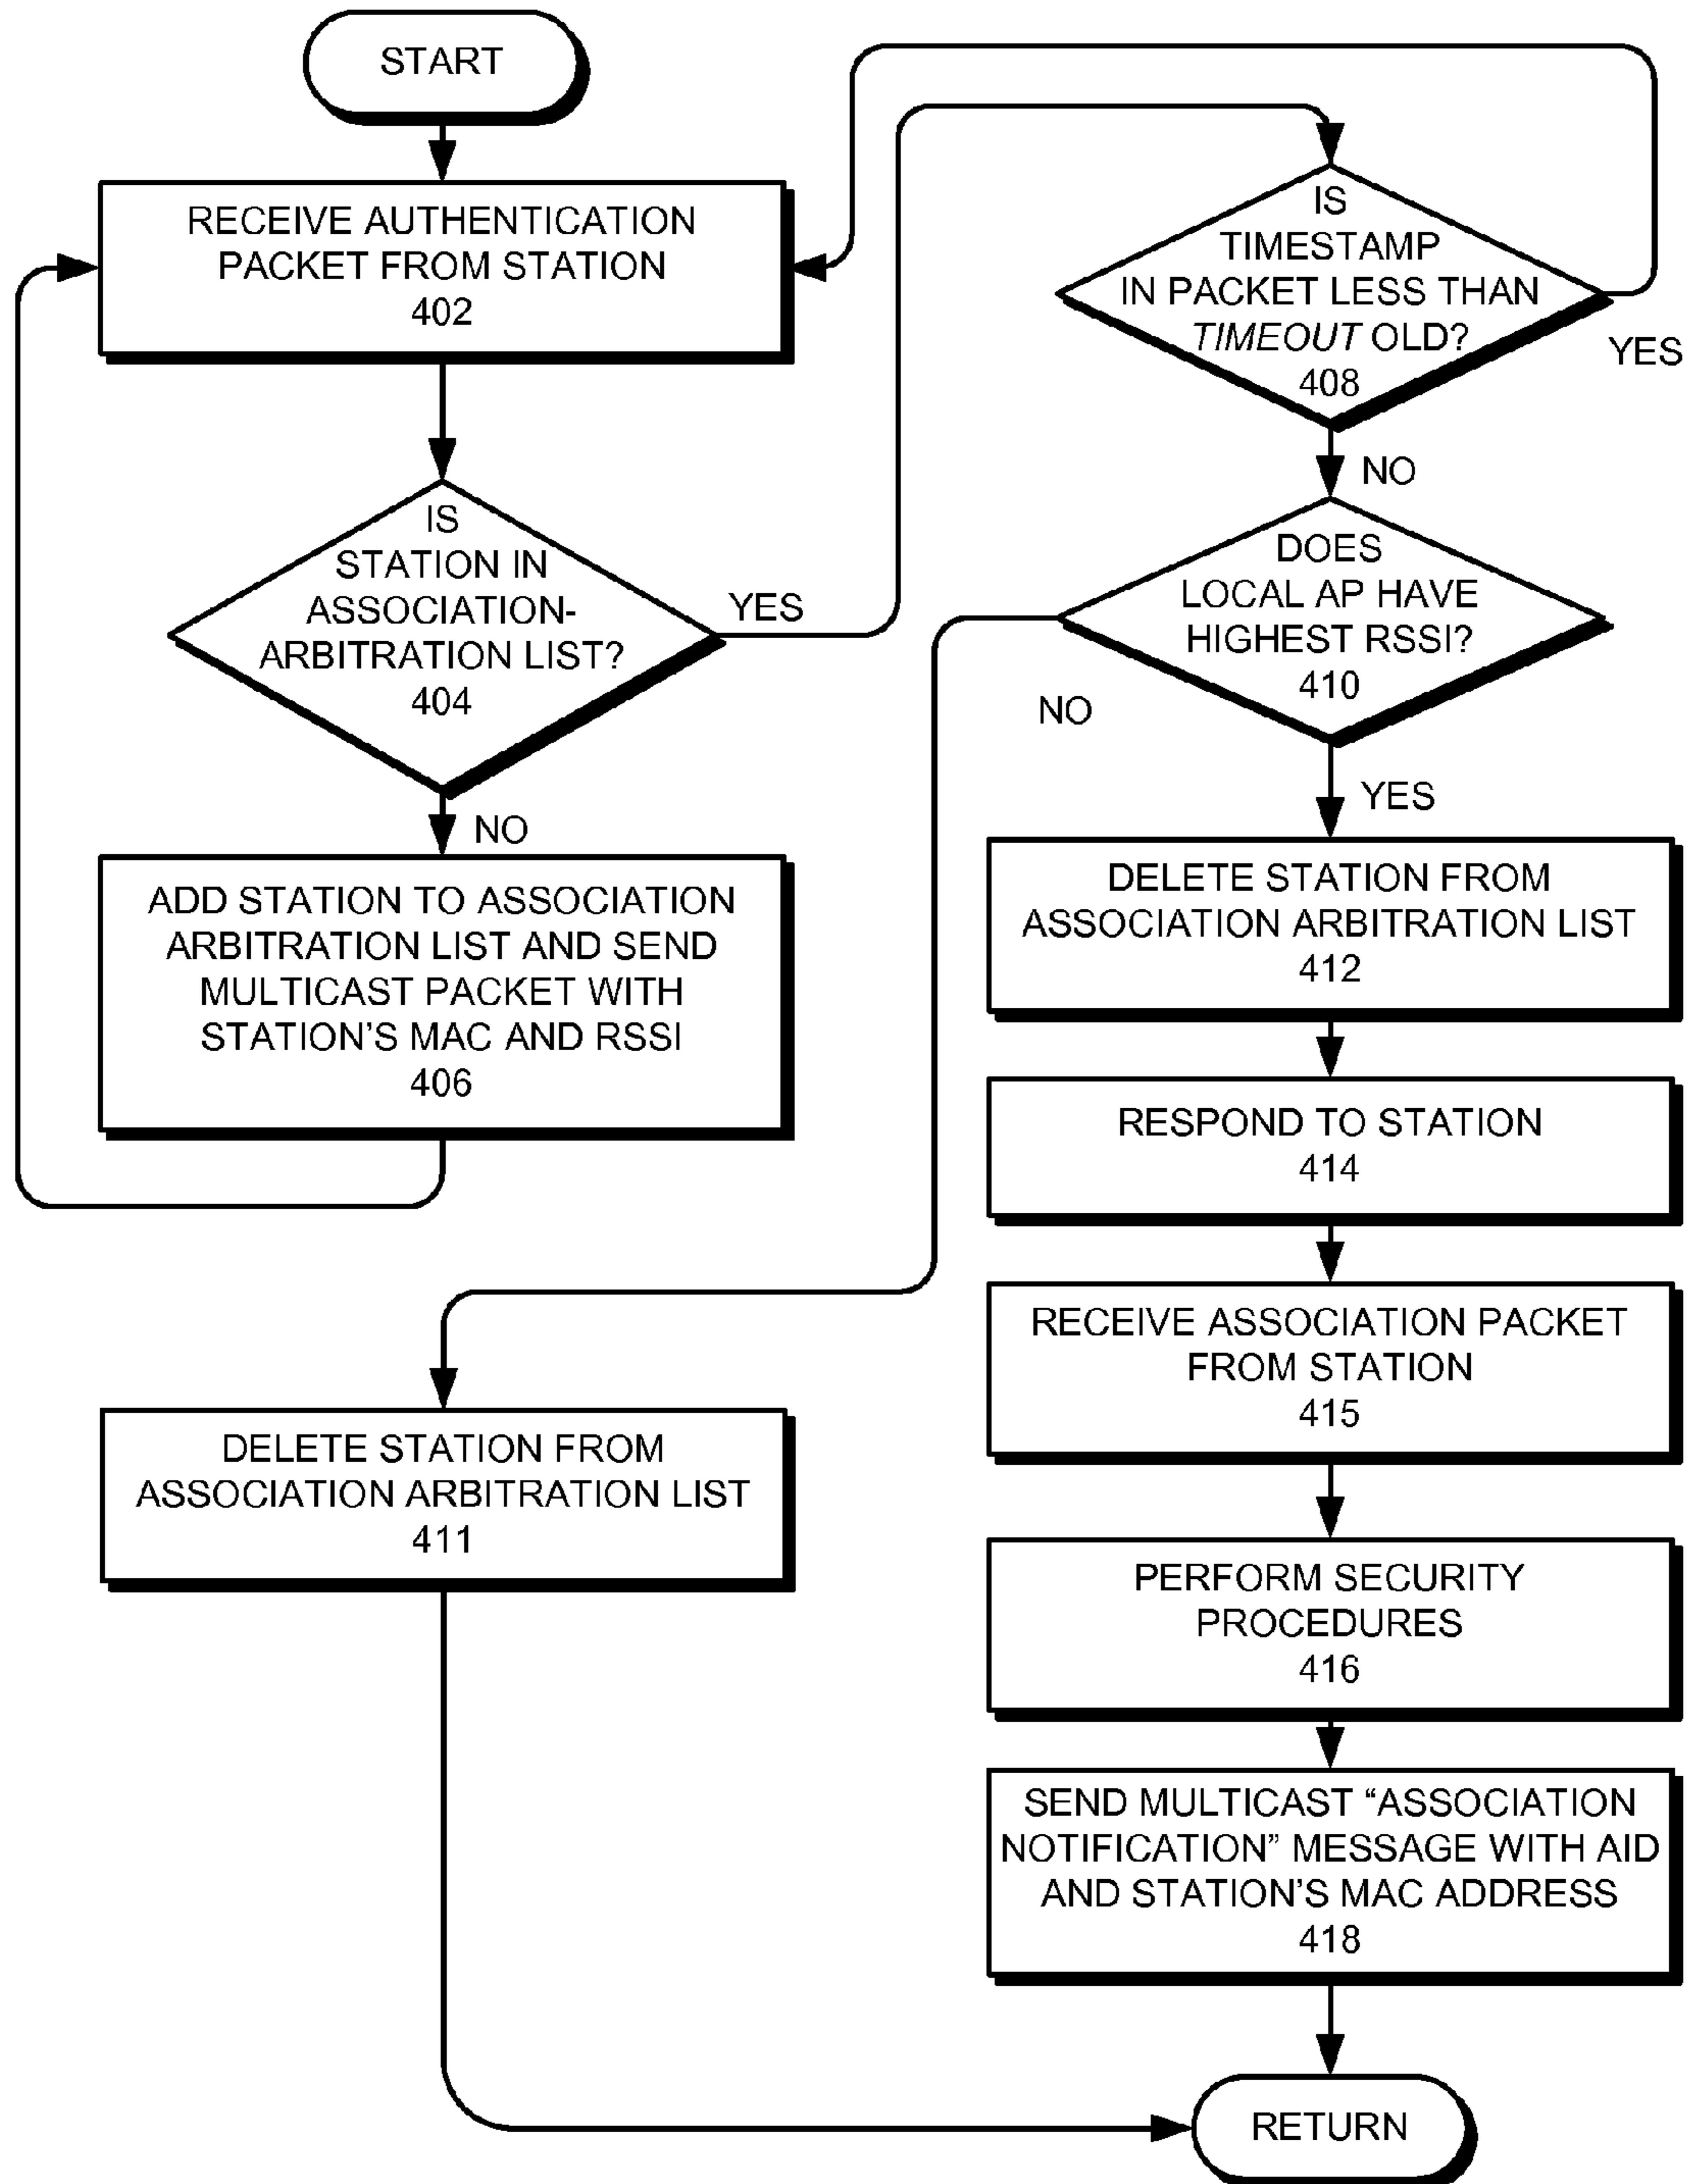 START
RECEIVE AUTHENTICATION
PACKET FROM STATION
402
IS
STATION IN
ASSOCIATION-
ARBITRATION LIST?
404
YES
NO
ADD STATION TO ASSOCIATION
ARBITRATION LIST AND SEND
MULTICAST PACKET WITH
STATION'S MAC AND RSSI
406
IS
TIMESTAMP
IN PACKET LESS THAN
TIMEOUT OLD?
408
YES
NO
DOES
LOCAL AP HAVE
HIGHEST RSSI?
410
NO
YES
DELETE STATION FROM
ASSOCIATION ARBITRATION LIST
411
DELETE STATION FROM
ASSOCIATION ARBITRATION LIST
412
RESPOND TO STATION
414
RECEIVE ASSOCIATION PACKET
FROM STATION
415
PERFORM SECURITY
PROCEDURES
416
SEND MULTICAST “ASSOCIATION
NOTIFICATION” MESSAGE WITH AID
AND STATION'S MAC ADDRESS
418
RETURN